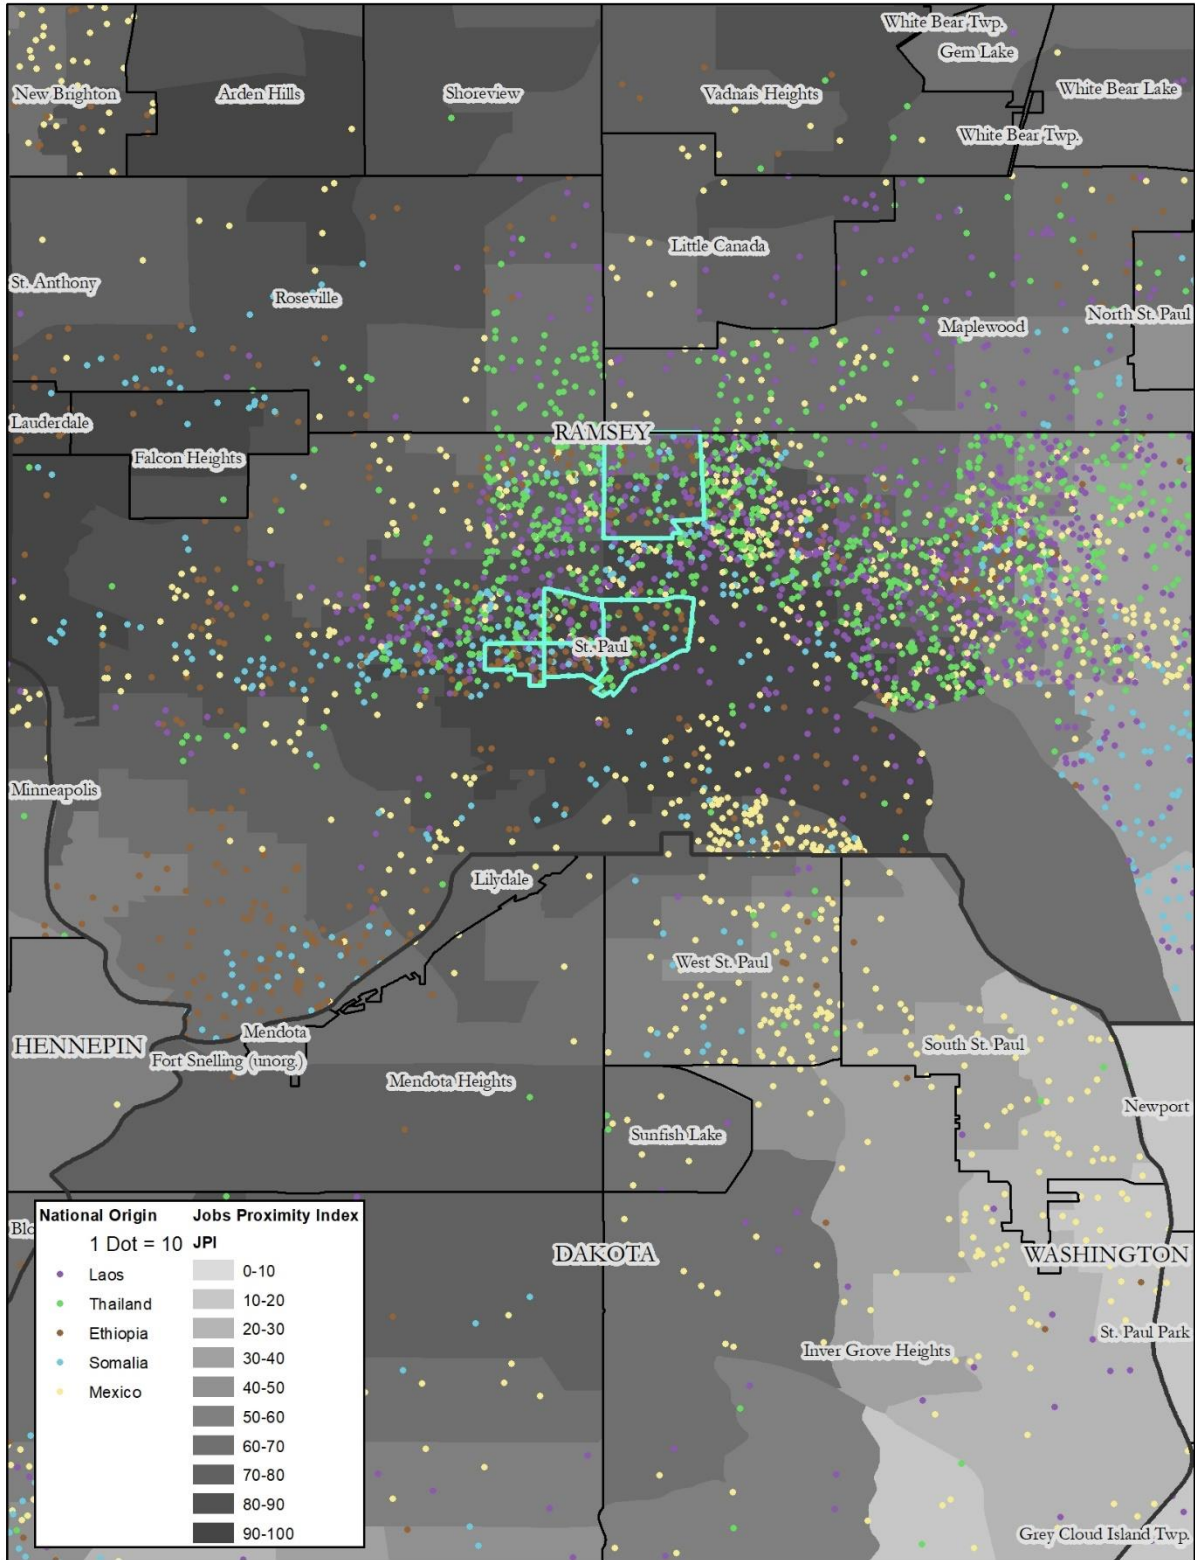 White Bear Twp.
Gem Lake
New Brighton
Arden Hills
Shoreview
Vadnais Heights
White Bear Lake
White Bear Twp.
Little Canada
St. Anthony
Roseville
North St. Paul
Maplewood
Lauderdale
RAMSEY
Falcon Heights
St. Paul
Minneapolis
Lilydale
West St. Paul
Mendota
HENNEPIN
Fort Snelling (unorg.)
South St. Paul
Mendota Heights
Newport
Sunfish Lake
Blo
DAKOTA
WASHINGTON
St. Paul Park
Inver Grove Heights
Grey Cloud Island Twp.
National Origin
1 Dot = 10
Laos
Thailand
Ethiopia
Somalia
Mexico
Jobs Proximity Index
JPI
0-10
10-20
20-30
30-40
40-50
50-60
60-70
70-80
80-90
90-100